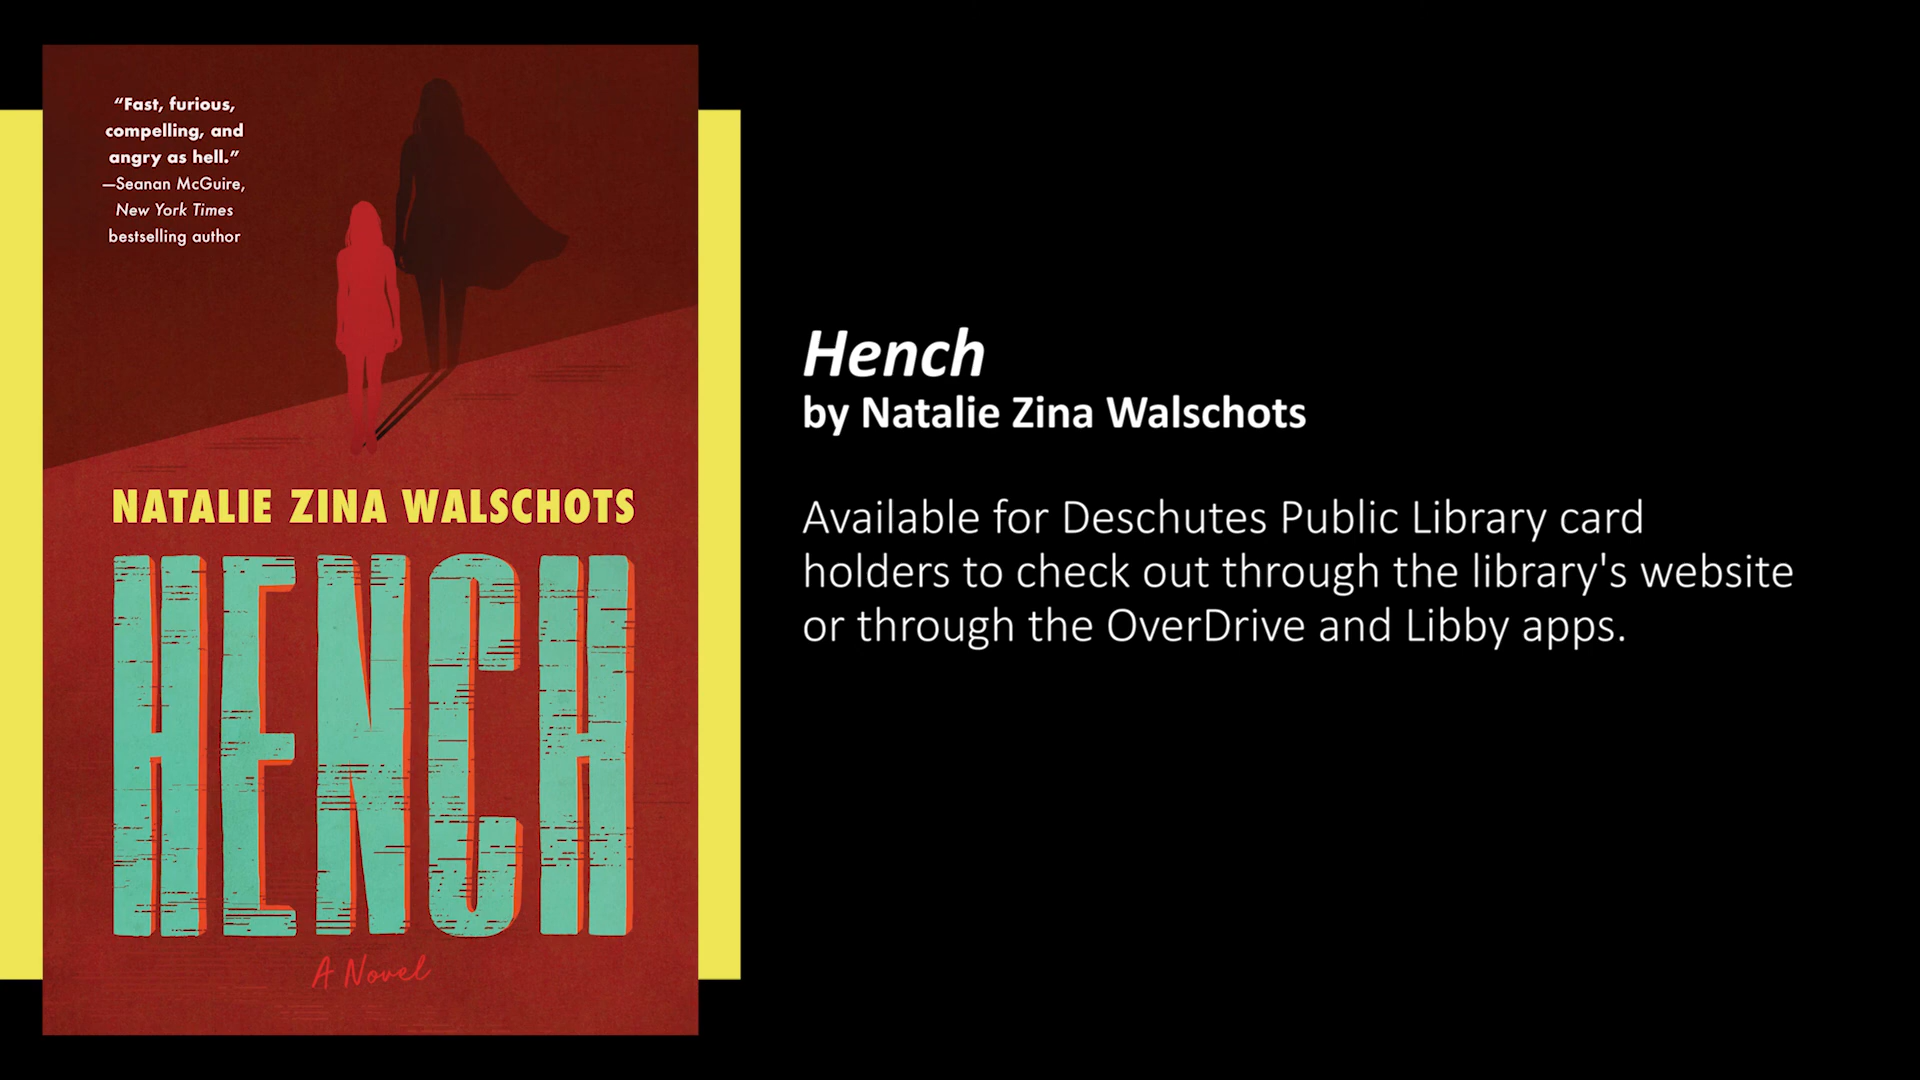 “Fast, furious,
compelling, and
angry as hell.”
—Seanan McGuire,
New York Times
bestselling author
NATALIE ZINA WALSCHOTS
HENCH
A Novel
Hench
by Natalie Zina Walschots
Available for Deschutes Public Library card
holders to check out through the library's website
or through the OverDrive and Libby apps.